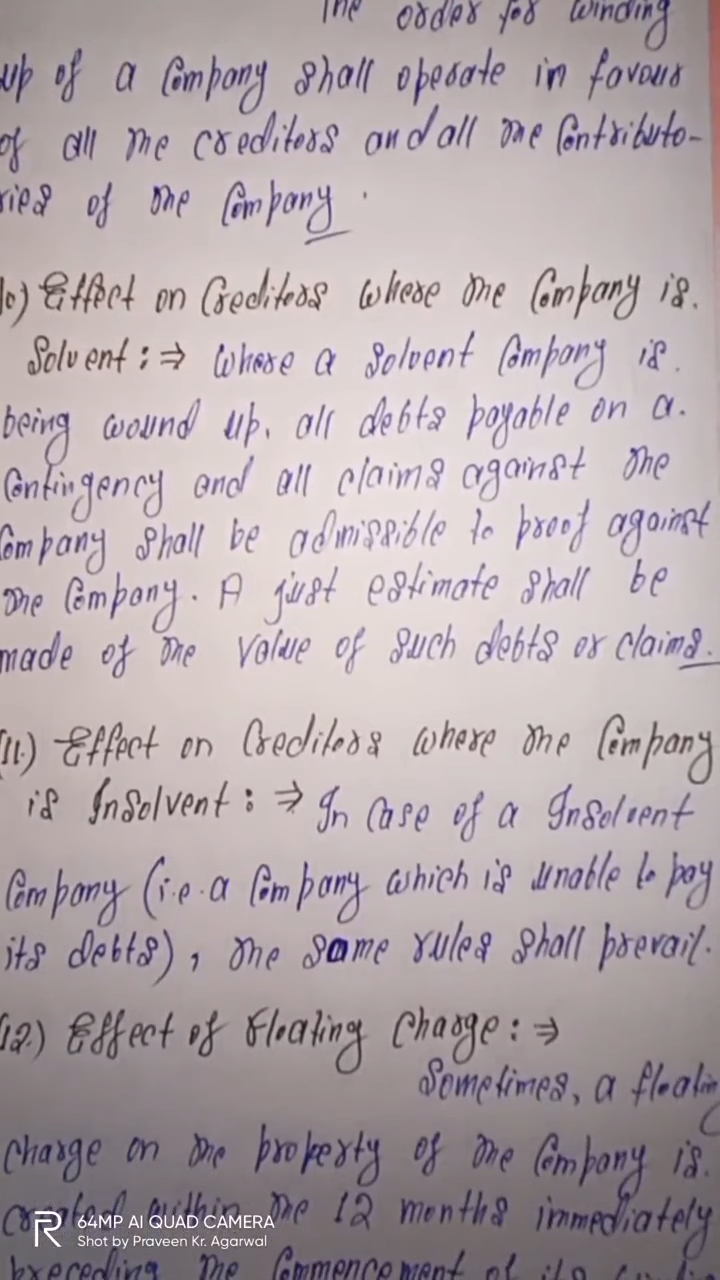 The order for winding
up of a Company shall operate in favour
of all the creditors and all the Contributo-
ries of the Company.
10) Effect on Creditors where the Company is.
Solvent : ⇒ Where a Solvent Company is.
being wound up, all debts payable on a.
Contingency and all claims against the
Company shall be admissible to proof against
the Company. A just estimate shall be
made of the value of such debts or claims.
(11.) Effect on Creditors where the Company
is Insolvent : ⇒ In Case of a Insolvent
Company (i.e. a Company which is unable to pay
its debts), the same rules shall prevail.
(12.) Effect of Floating Charge : ⇒
Sometimes, a floatin
charge on the property of the Company is.
created within the 12 months immediately
preceding the Commencement of its
R 64MP AI QUAD CAMERA
Shot by Praveen Kr. Agarwal